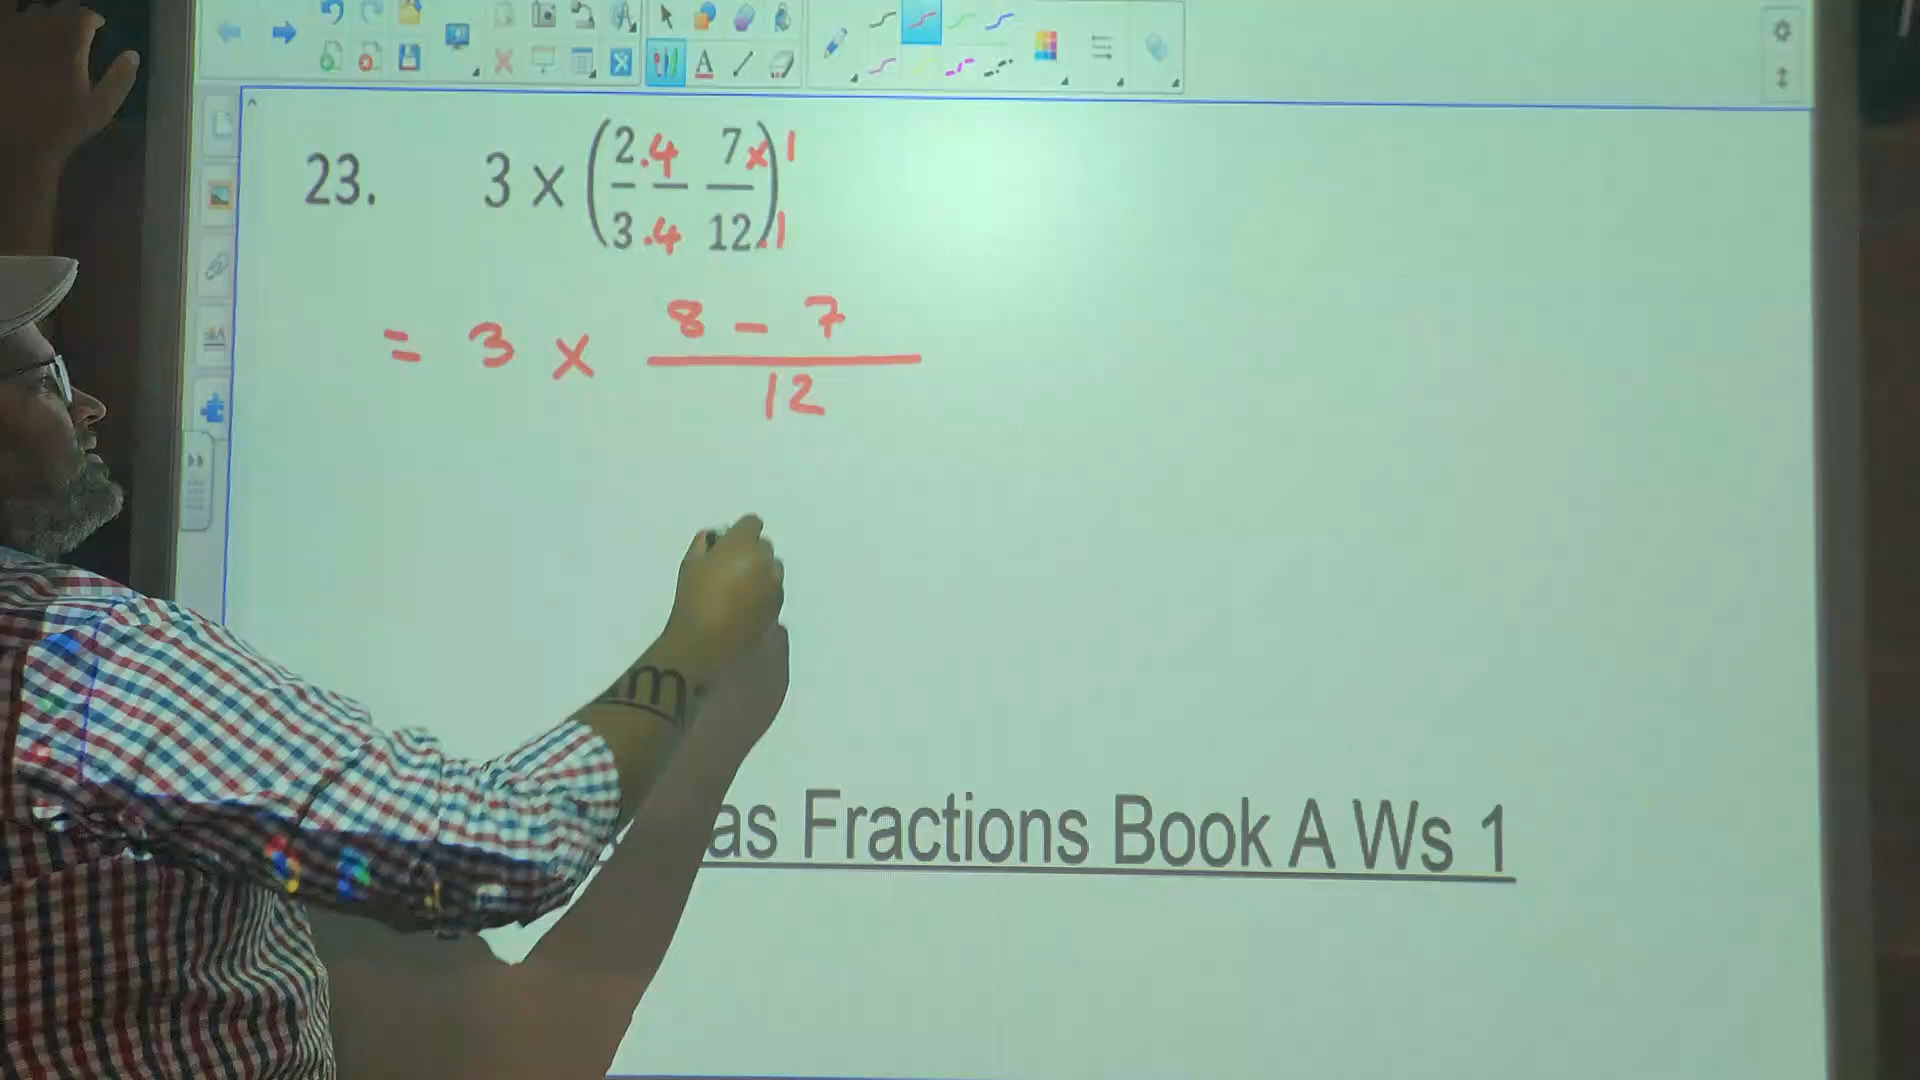 23. 3 × (2.4/3.4 − 7×1/12.1)
= 3 × 8 − 7
12
as Fractions Book A Ws 1
m